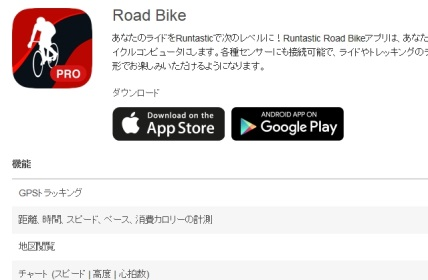 PRO
Road Bike
あなたのライドをRuntasticで次のレベルに！Runtastic Road Bikeアプリは、あなた
イクルコンピュータにします。各種センサーにも接続可能で、ライドやトレッキングのデ
形でお楽しみいただけるようになります。
ダウンロード
Download on the
App Store
ANDROID APP ON
Google Play
機能
GPSトラッキング
距離、時間、スピード、ペース、消費カロリーの計測
地図閲覧
チャート (スピード | 高度 | 心拍数)